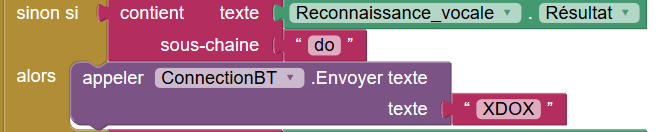 sinon si contient texte Reconnaissance_vocale . Résultat
sous-chaine “ do ”
alors appeler ConnectionBT .Envoyer texte
texte “ XDOX ”